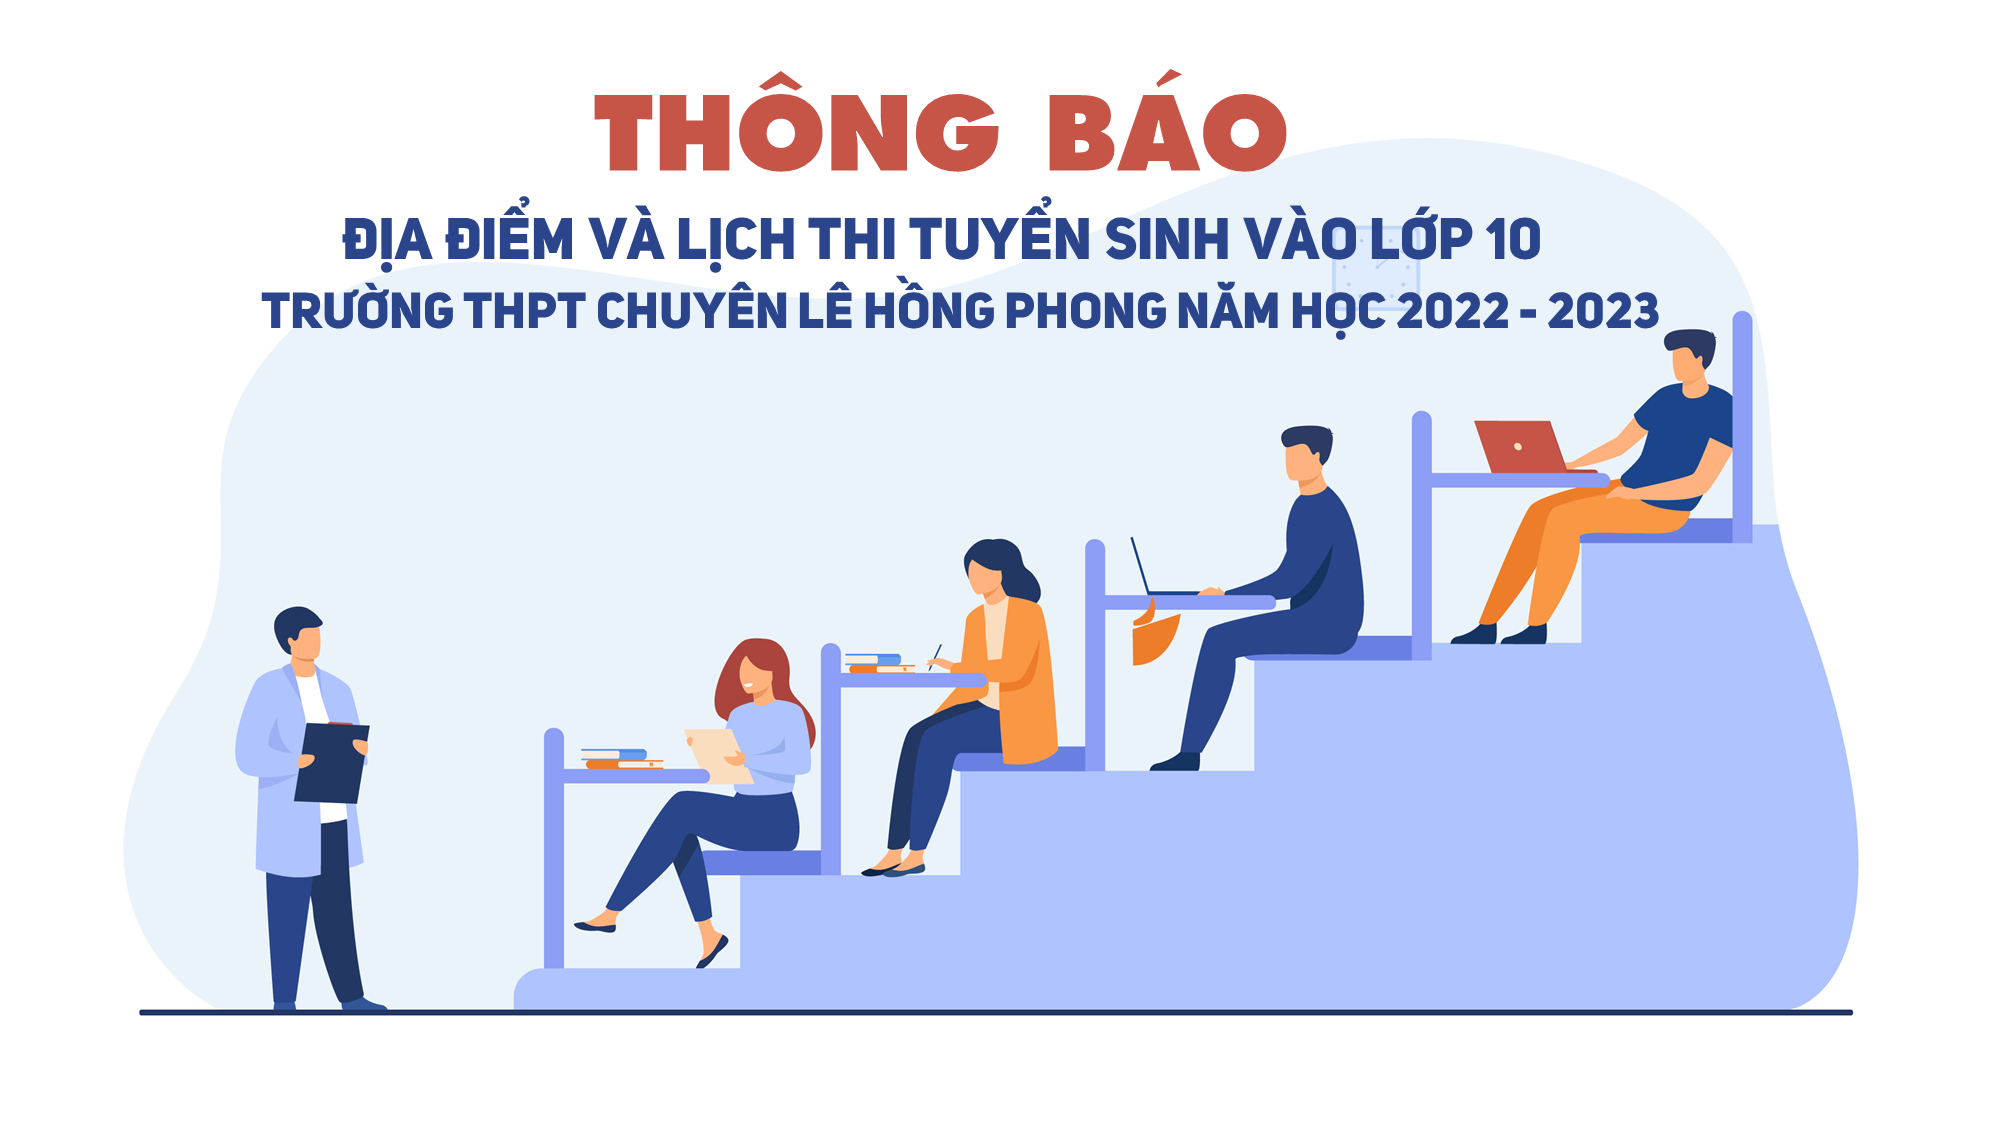 THÔNG BÁO
ĐỊA ĐIỂM VÀ LỊCH THI TUYỂN SINH VÀO LỚP 10
TRƯỜNG THPT CHUYÊN LÊ HỒNG PHONG NĂM HỌC 2022 - 2023